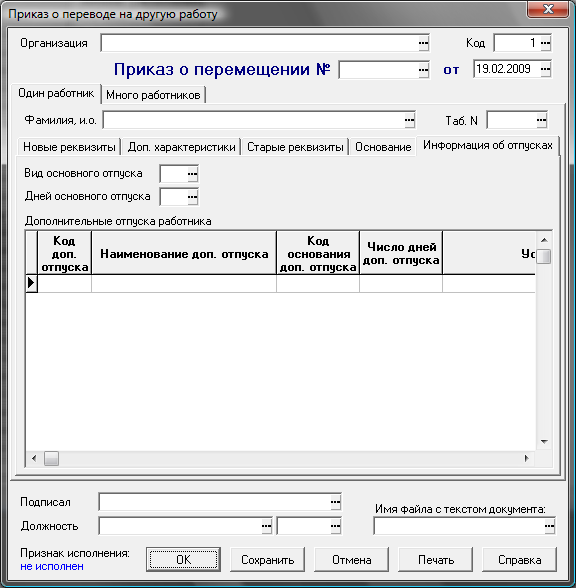 Приказ о переводе на другую работу
Организация Код 1
Приказ о перемещении № от 19.02.2009
Один работник Много работников
Фамилия, и.о. Таб. N
Новые реквизиты Доп. характеристики Старые реквизиты Основание Информация об отпусках
Вид основного отпуска
Дней основного отпуска
Дополнительные отпуска работника
Код доп. отпуска Наименование доп. отпуска Код основания доп. отпуска Число дней доп. отпуска Ус
Подписал Имя файла с текстом документа:
Должность
Признак исполнения:
не исполнен
OK Сохранить Отмена Печать Справка